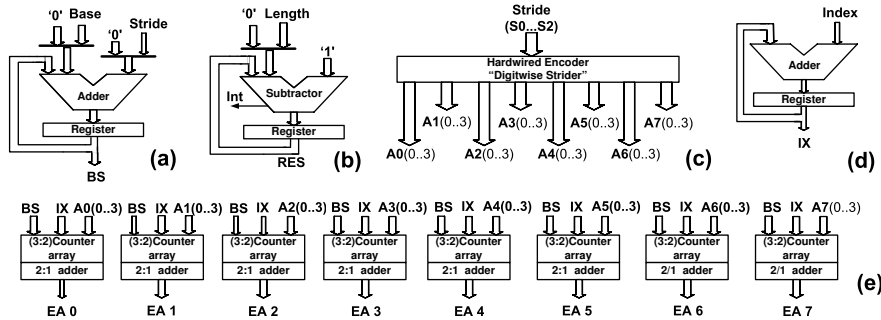 ‘0’ Base
‘0’ Stride
Adder
Register
BS
(a)
‘0’ Length
‘1’
Subtractor
Int
Register
RES
(b)
Stride
(S0...S2)
Hardwired Encoder
“Digitwise Strider”
A1(0..3) A3(0..3) A5(0..3) A7(0..3)
A0(0..3) A2(0..3) A4(0..3) A6(0..3)
(c)
Index
Adder
Register
IX
(d)
BS IX A0(0..3) BS IX A1(0..3) BS IX A2(0..3) BS IX A3(0..3) BS IX A4(0..3) BS IX A5(0..3) BS IX A6(0..3) BS IX A7(0..3)
(3:2)Counter (3:2)Counter (3:2)Counter (3:2)Counter (3:2)Counter (3:2)Counter (3:2)Counter (3:2)Counter
array array array array array array array array
2:1 adder 2:1 adder 2:1 adder 2:1 adder 2:1 adder 2:1 adder 2/1 adder 2/1 adder
(e)
EA 0 EA 1 EA 2 EA 3 EA 4 EA 5 EA 6 EA 7